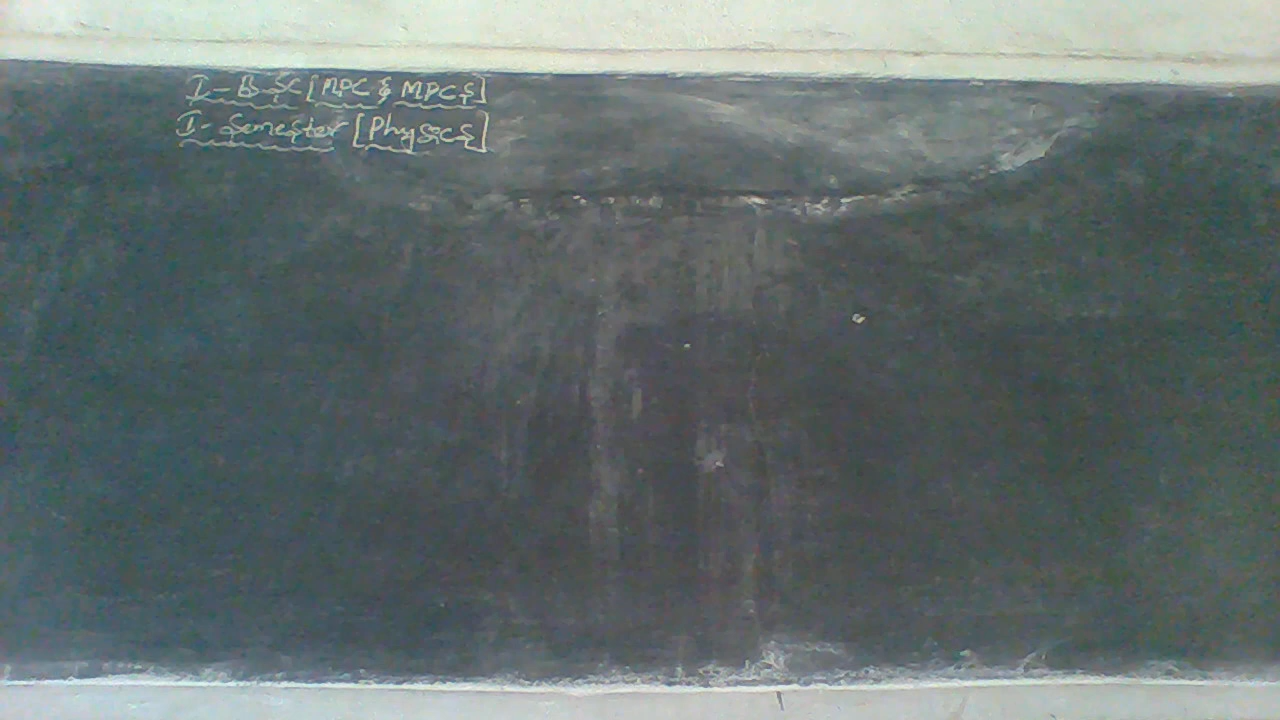 I - B.SC [MPC & MPCS]
I - Semester [Physics]